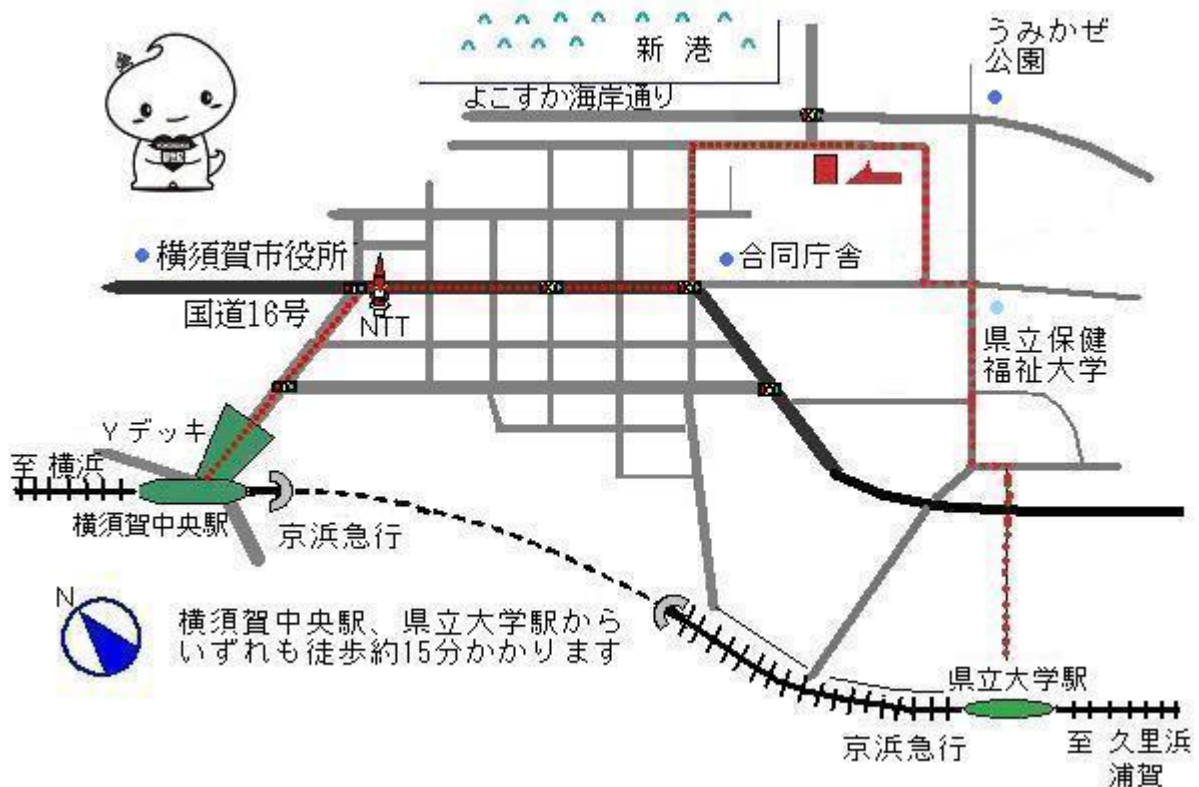 新 港
うみかぜ
公園
よこすか海岸通り
横須賀市役所
合同庁舎
国道16号
NTT
県立保健
福祉大学
Yデッキ
至 横浜
横須賀中央駅
京浜急行
N
横須賀中央駅、県立大学駅から
いずれも徒歩約15分かかります
県立大学駅
京浜急行
至 久里浜
浦賀